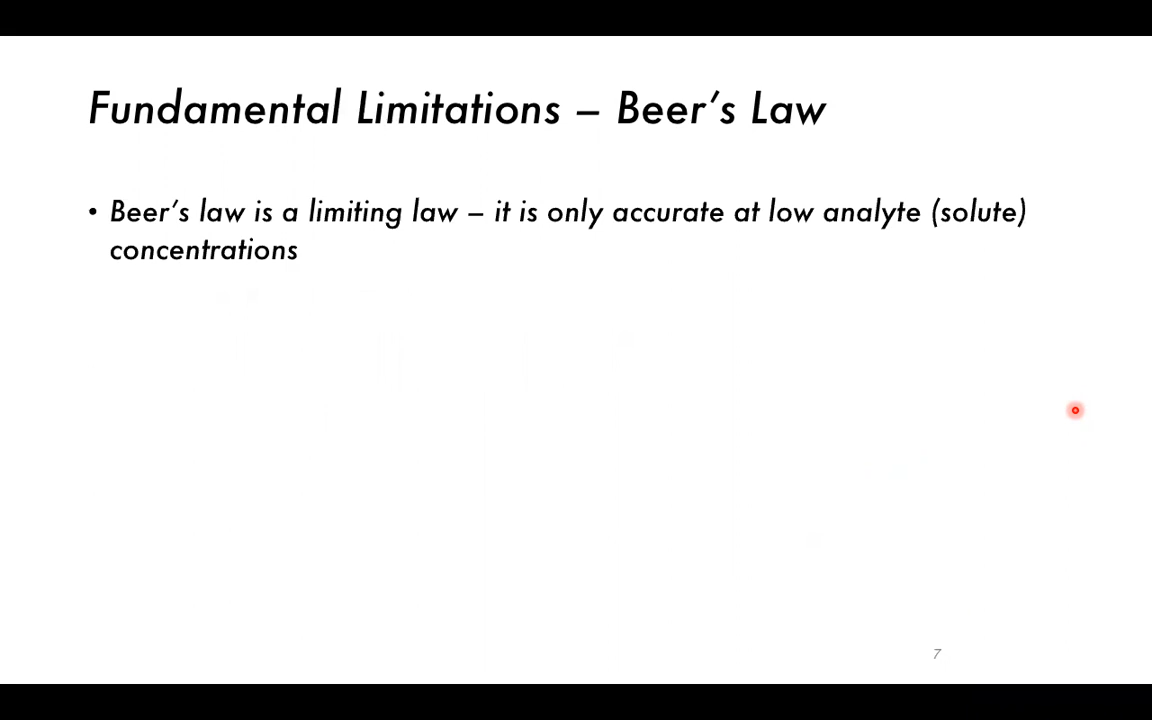 Fundamental Limitations – Beer’s Law
• Beer’s law is a limiting law – it is only accurate at low analyte (solute)
concentrations
7